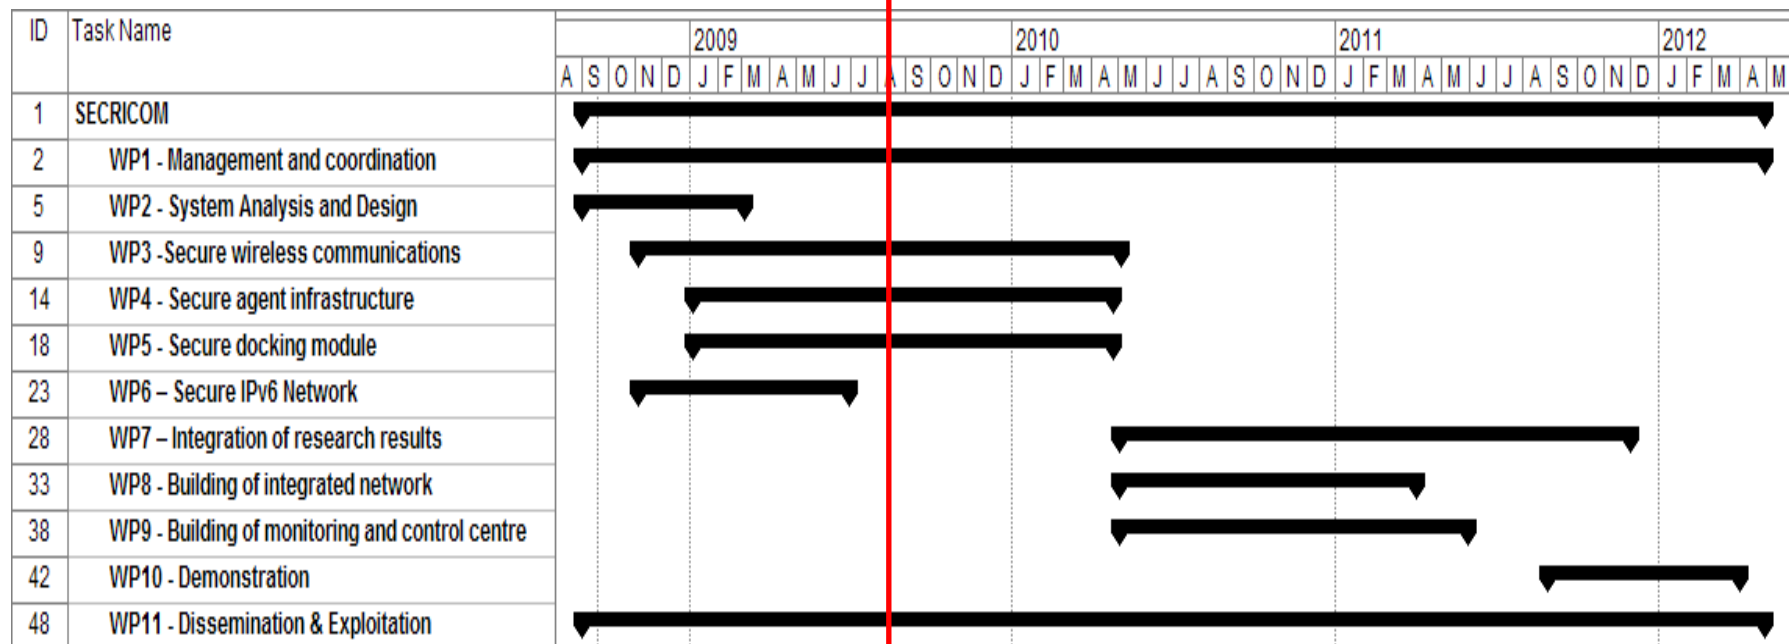 ID Task Name
2009 2010 2011 2012
A S O N D J F M A M J J A S O N D J F M A M J J A S O N D J F M A M J J A S O N D J F M A M
1 SECRICOM
2 WP1 - Management and coordination
5 WP2 - System Analysis and Design
9 WP3 -Secure wireless communications
14 WP4 - Secure agent infrastructure
18 WP5 - Secure docking module
23 WP6 – Secure IPv6 Network
28 WP7 – Integration of research results
33 WP8 - Building of integrated network
38 WP9 - Building of monitoring and control centre
42 WP10 - Demonstration
48 WP11 - Dissemination & Exploitation